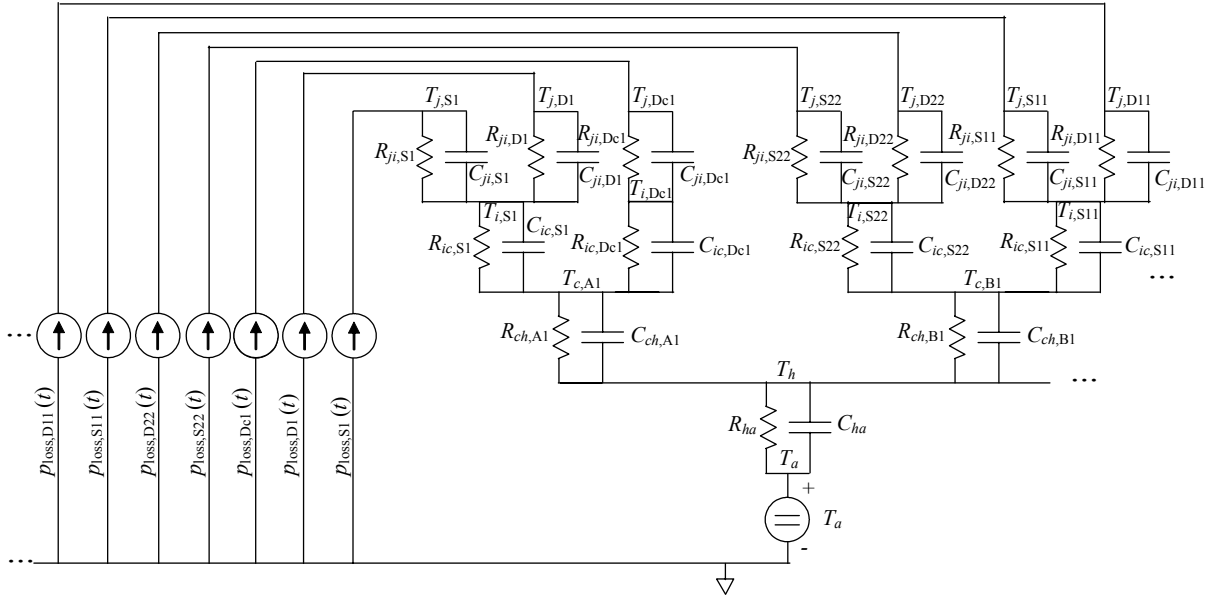 T_{j,S1}
T_{j,D1}
T_{j,Dc1}
T_{j,S22}
T_{j,D22}
T_{j,S11}
T_{j,D11}
R_{ji,S1}
C_{ji,S1}
R_{ji,D1}
C_{ji,D1}
R_{ji,Dc1}
C_{ji,Dc1}
R_{ji,S22}
C_{ji,S22}
R_{ji,D22}
C_{ji,D22}
R_{ji,S11}
C_{ji,S11}
R_{ji,D11}
C_{ji,D11}
T_{i,S1}
T_{i,Dc1}
T_{i,S22}
T_{i,S11}
R_{ic,S1}
C_{ic,S1}
R_{ic,Dc1}
C_{ic,Dc1}
R_{ic,S22}
C_{ic,S22}
R_{ic,S11}
C_{ic,S11}
...
T_{c,A1}
T_{c,B1}
...
R_{ch,A1}
C_{ch,A1}
R_{ch,B1}
C_{ch,B1}
T_h
...
p_{loss,D11}(t)
p_{loss,S11}(t)
p_{loss,D22}(t)
p_{loss,S22}(t)
p_{loss,Dc1}(t)
p_{loss,D1}(t)
p_{loss,S1}(t)
R_{ha}
C_{ha}
T_a
+
T_a
-
...